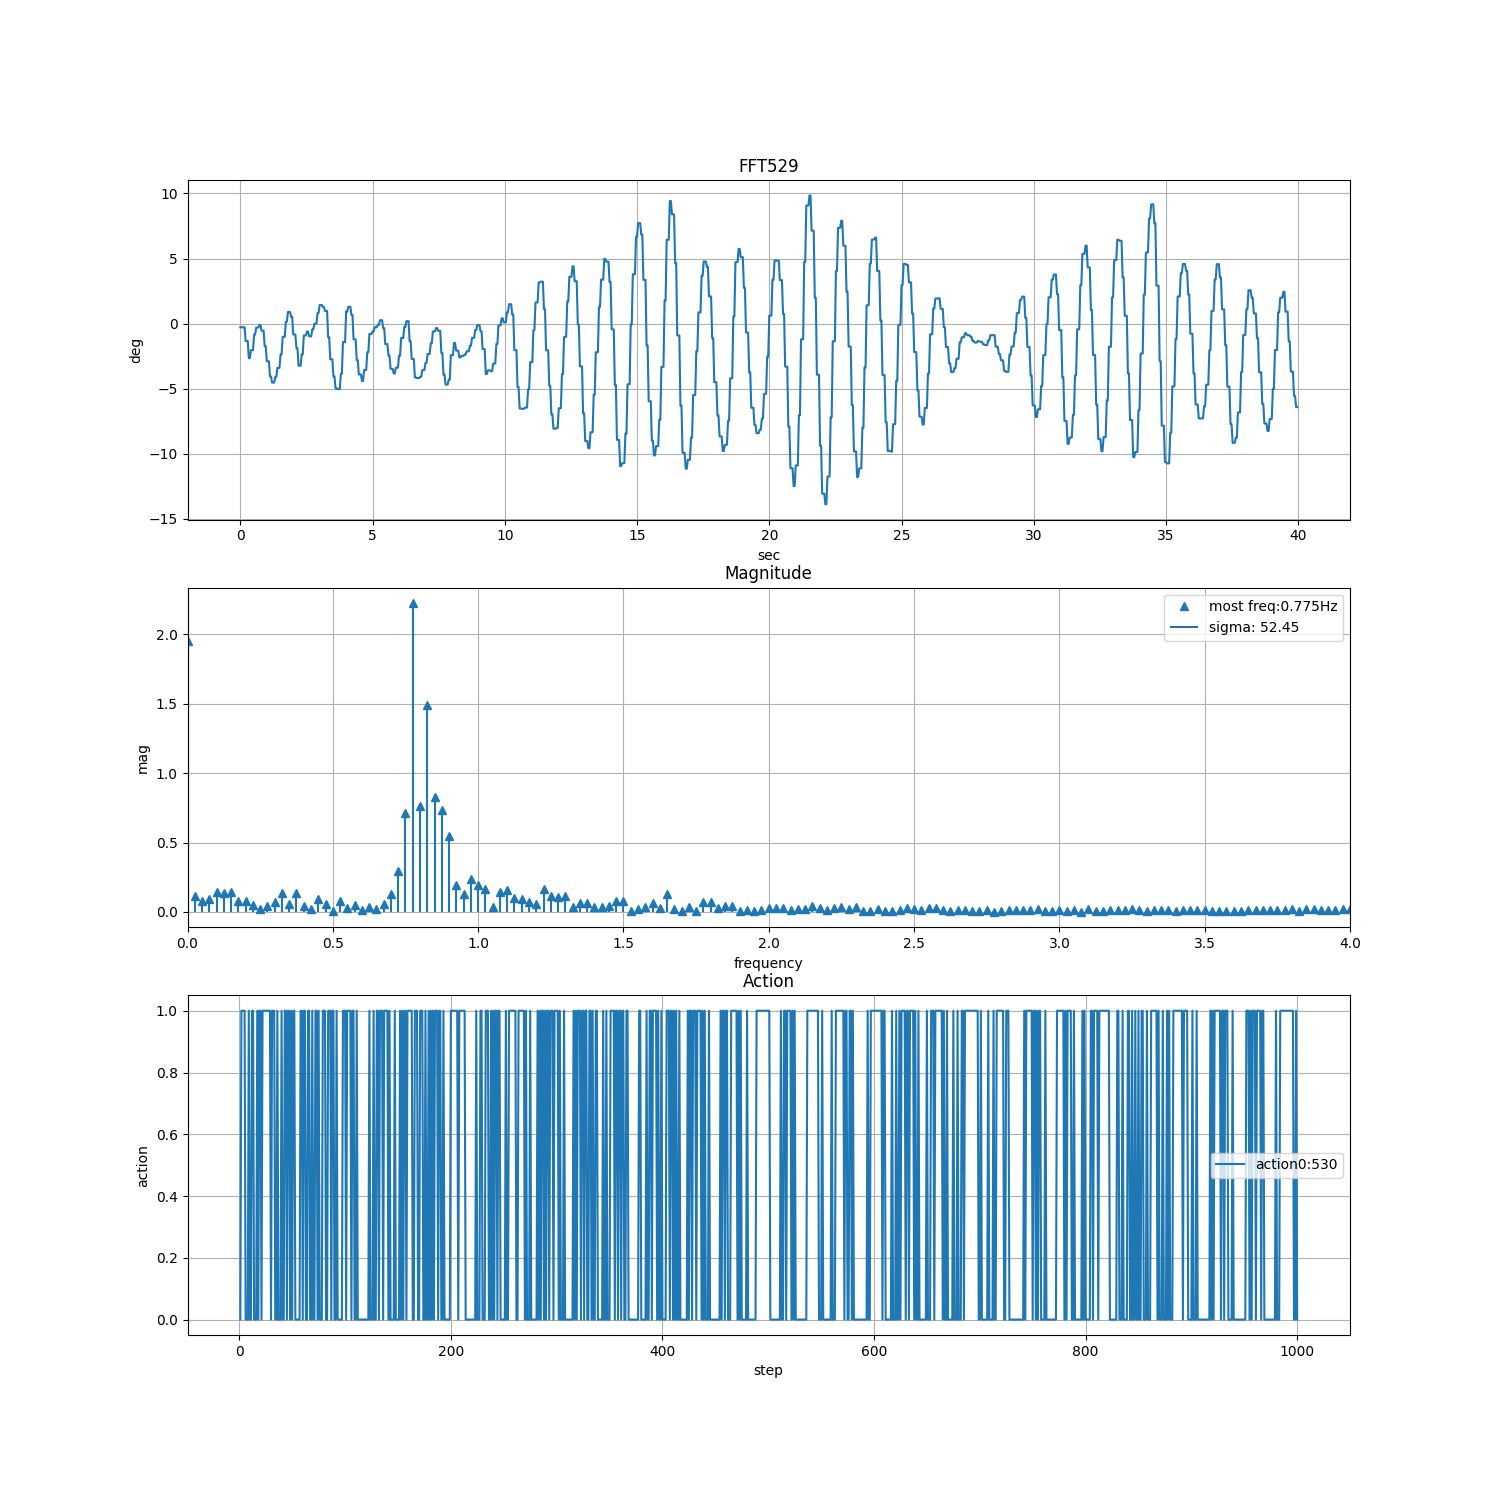 FFT529
10
5
0
−5
−10
−15
deg
0 5 10 15 20 25 30 35 40
sec
Magnitude
most freq:0.775Hz
sigma: 52.45
2.0
1.5
1.0
0.5
0.0
mag
0.0 0.5 1.0 1.5 2.0 2.5 3.0 3.5 4.0
frequency
Action
1.0
0.8
0.6
0.4
0.2
0.0
action
action0:530
0 200 400 600 800 1000
step